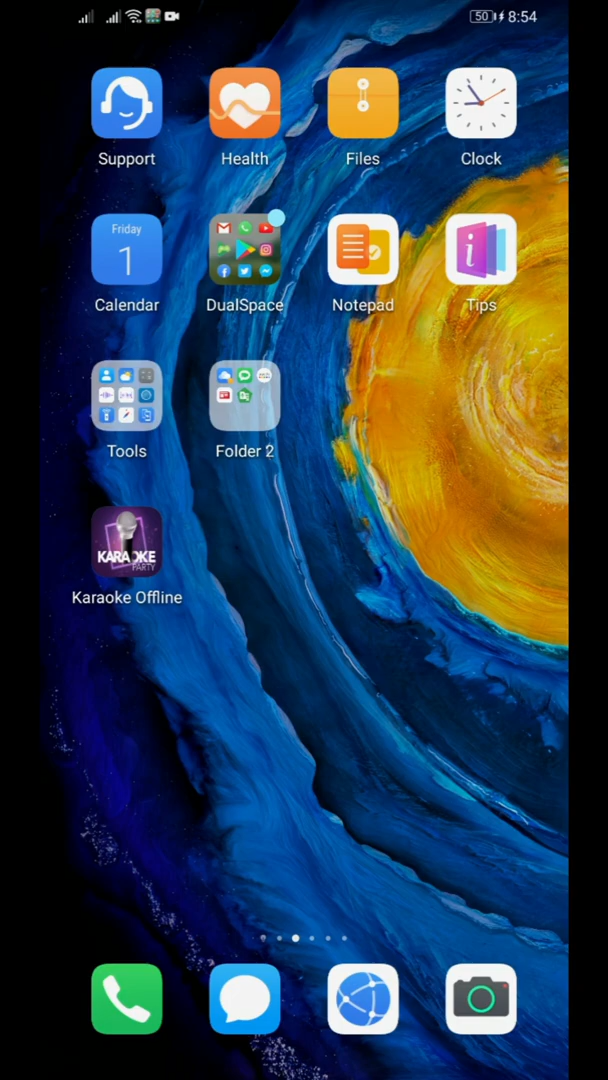 50 8:54
Support Health Files Clock
Friday
1
Calendar DualSpace Notepad Tips
Tools Folder 2
KARAOKE
PARTY
Karaoke Offline